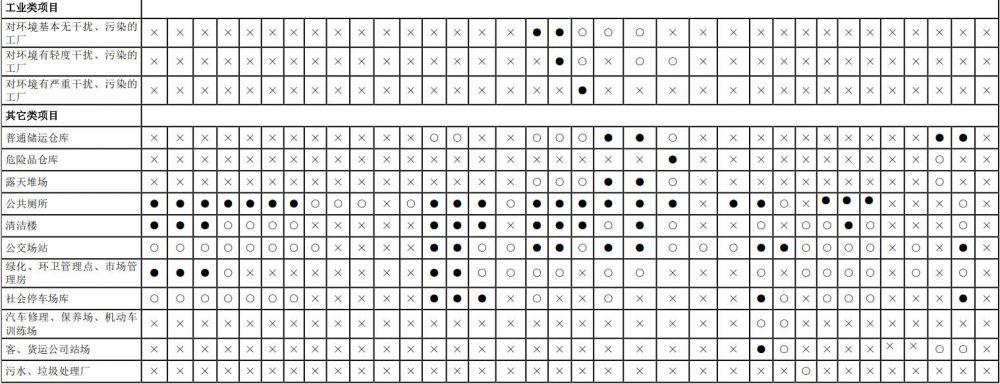 工业类项目
对环境基本无干扰、污染的
工厂
对环境有轻度干扰、污染的
工厂
对环境有严重干扰、污染的
工厂
其它类项目
普通储运仓库
危险品仓库
露天堆场
公共厕所
清洁楼
公交场站
绿化、环卫管理点、市场管
理房
社会停车场库
汽车修理、保养场、机动车
训练场
客、货运公司站场
污水、垃圾处理厂